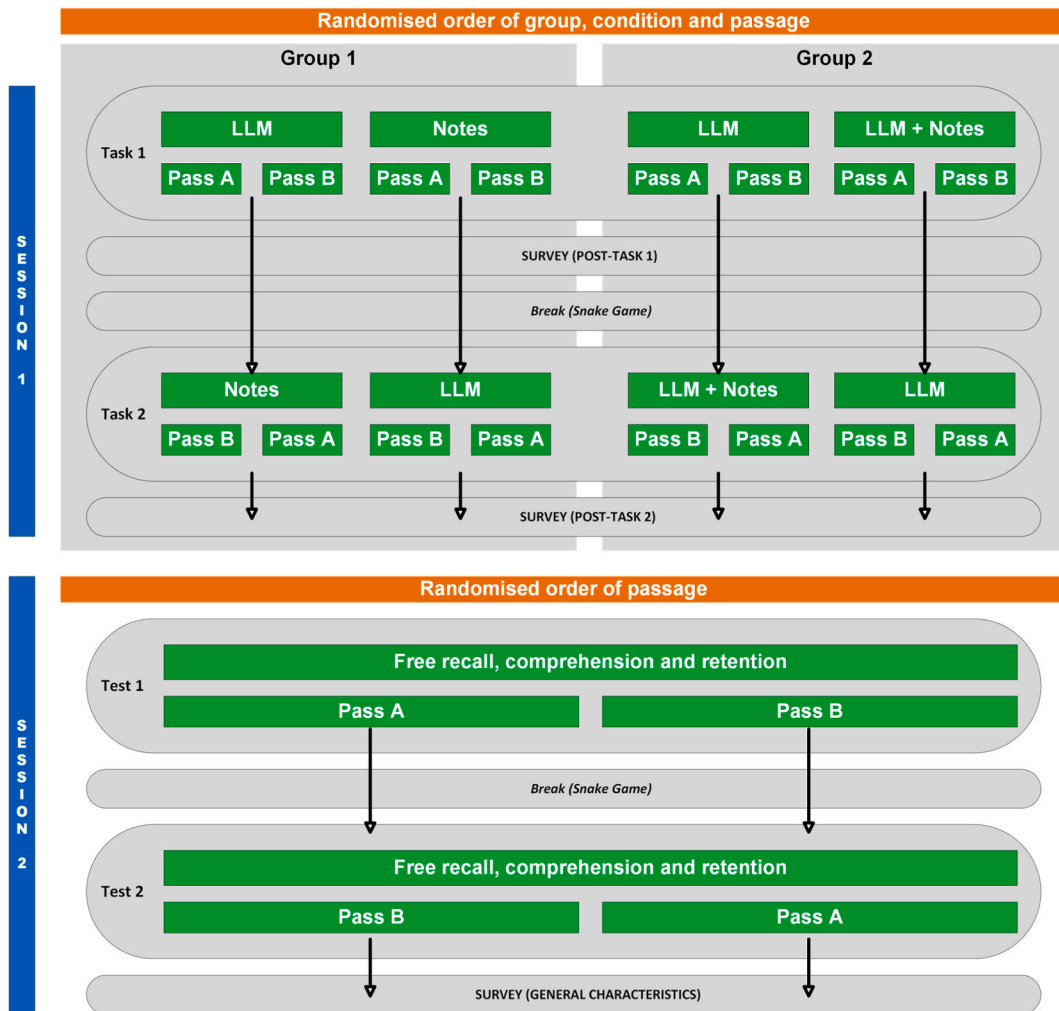 Randomised order of group, condition and passage
Group 1 Group 2
SESSION 1
Task 1
LLM Notes LLM LLM + Notes
Pass A Pass B Pass A Pass B Pass A Pass B Pass A Pass B
SURVEY (POST-TASK 1)
Break (Snake Game)
Task 2
Notes LLM LLM + Notes LLM
Pass B Pass A Pass B Pass A Pass B Pass A Pass B Pass A
SURVEY (POST-TASK 2)
Randomised order of passage
SESSION 2
Test 1
Free recall, comprehension and retention
Pass A Pass B
Break (Snake Game)
Test 2
Free recall, comprehension and retention
Pass B Pass A
SURVEY (GENERAL CHARACTERISTICS)